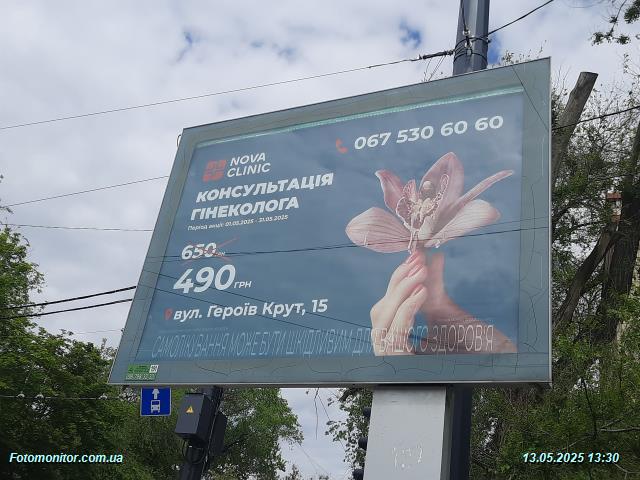 NOVA
CLINIC
067 530 60 60
КОНСУЛЬТАЦІЯ
ГІНЕКОЛОГА
Період акції: 01.05.2025 - 31.05.2025
650
490 ГРН
вул. Героїв Крут, 15
САМОЛІКУВАННЯ МОЖЕ БУТИ ШКІДЛИВИМ ДЛЯ ВАШОГО ЗДОРОВ'Я
Fotomonitor.com.ua
13.05.2025 13:30